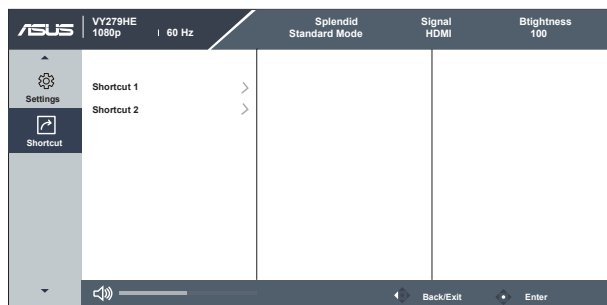 ASUS
VY279HE
1080p | 60 Hz
Splendid
Standard Mode
Signal
HDMI
Btightness
100
Settings
Shortcut
Shortcut 1
Shortcut 2
Back/Exit
Enter